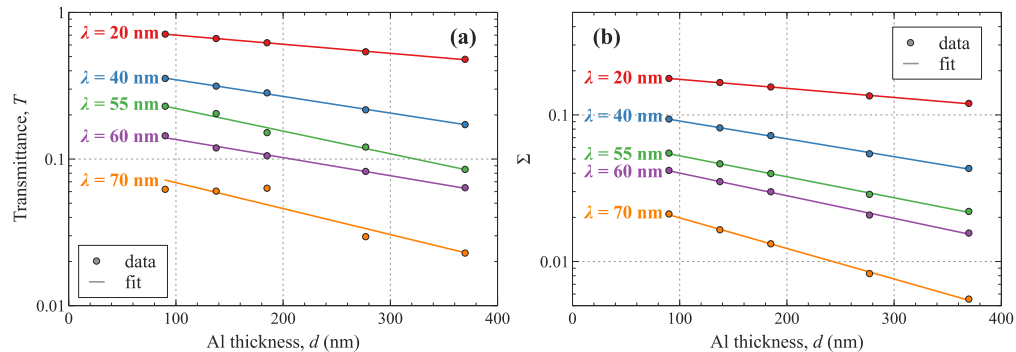 1
0.1
0.01
Transmittance, T
(a)
λ = 20 nm
λ = 40 nm
λ = 55 nm
λ = 60 nm
λ = 70 nm
data
fit
0
100
200
300
400
Al thickness, d (nm)
0.1
0.01
Σ
(b)
data
fit
λ = 20 nm
λ = 40 nm
λ = 55 nm
λ = 60 nm
λ = 70 nm
0
100
200
300
400
Al thickness, d (nm)